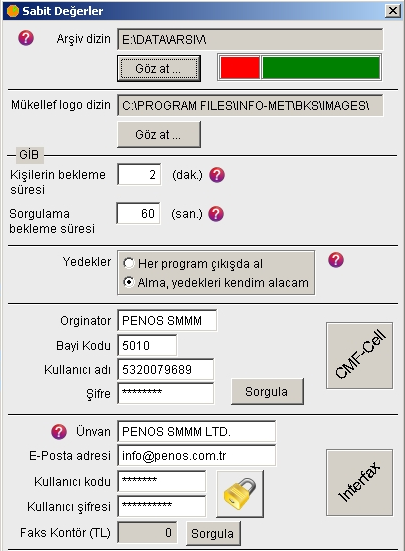 Sabit Değerler
Arşiv dizin E:\DATA\ARSIV\
Göz at ...
Mükellef logo dizin C:\PROGRAM FILES\INFO-MET\BKS\IMAGES\
Göz at ...
GİB
Kişilerin bekleme süresi 2 (dak.)
Sorgulama bekleme süresi 60 (san.)
Yedekler
Her program çıkışda al
Alma, yedekleri kendim alacam
Orginator PENOS SMMM
Bayi Kodu 5010
Kullanıcı adı 5320079689
Şifre ******** Sorgula
CMF-Cell
Ünvan PENOS SMMM LTD.
E-Posta adresi info@penos.com.tr
Kullanıcı kodu *******
Kullanıcı şifresi **********
Interfax
Faks Kontör (TL) 0 Sorgula